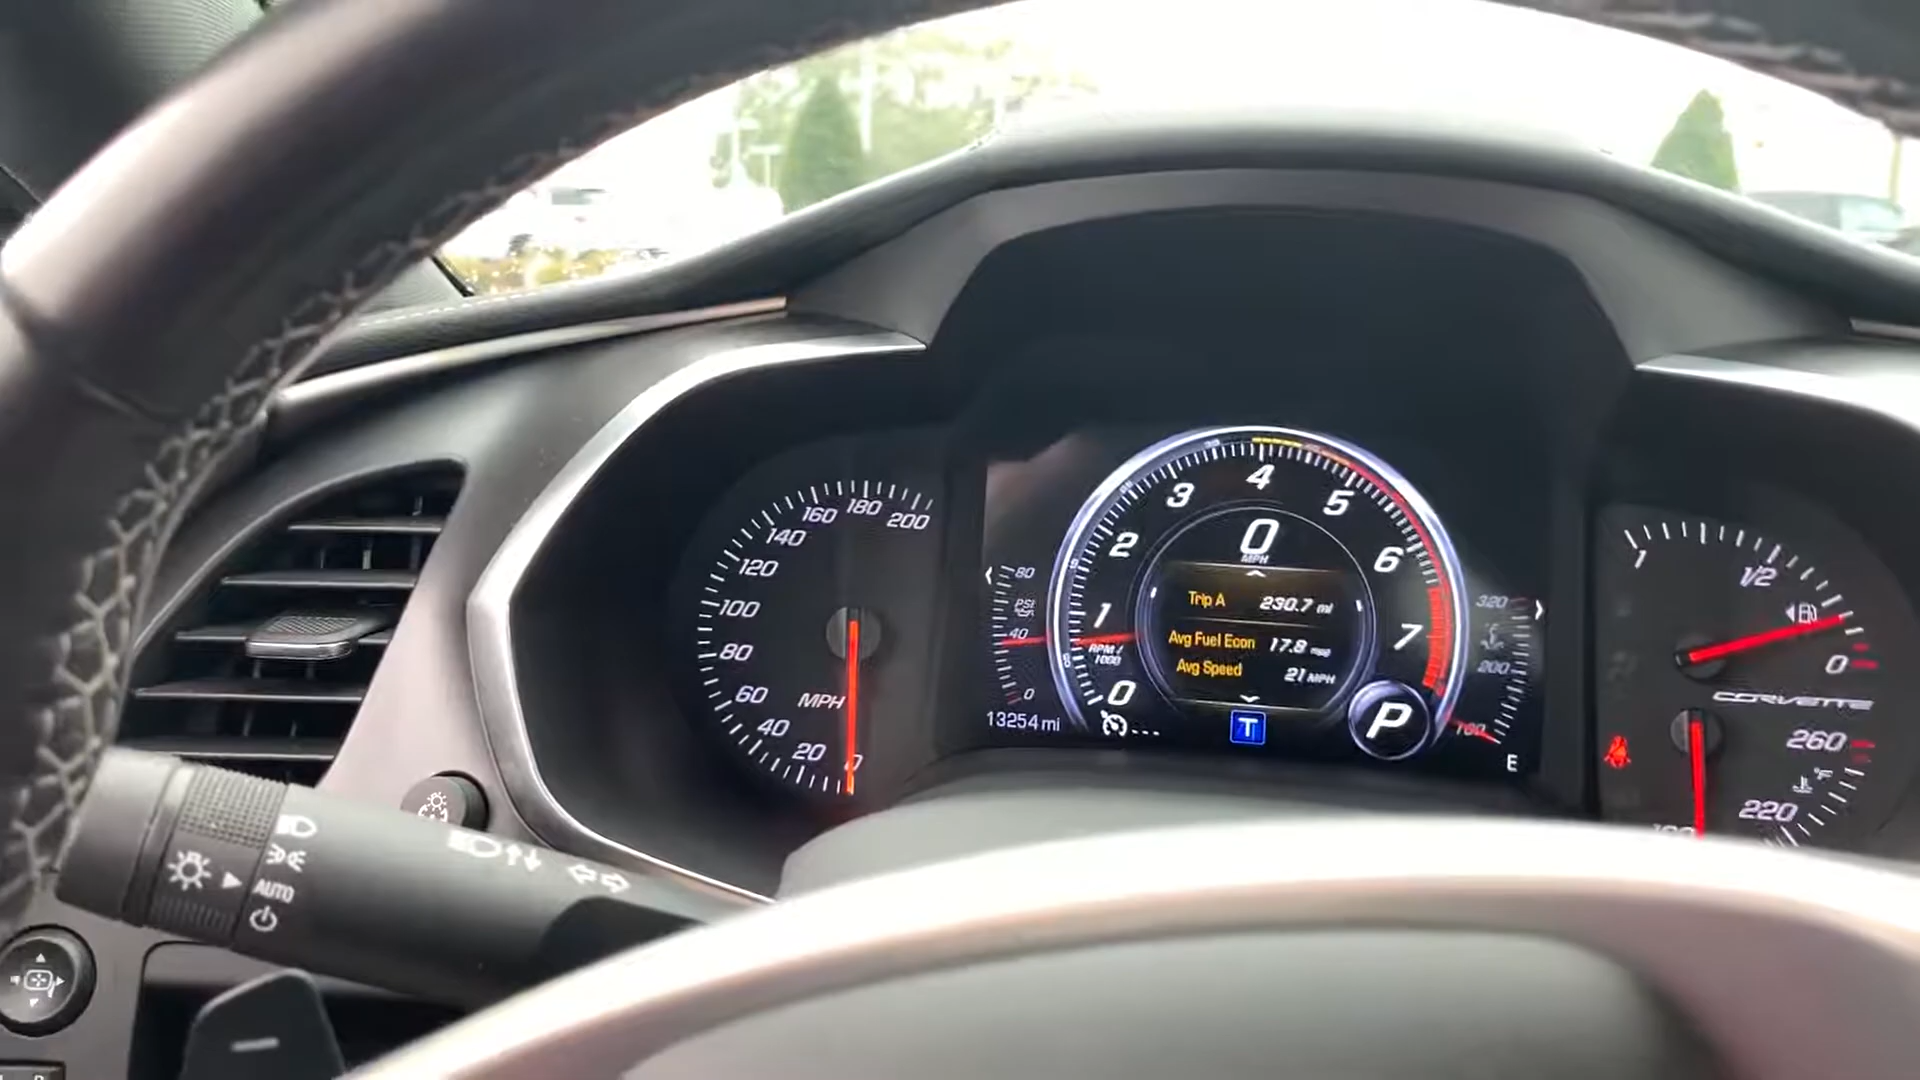 200
180
160
140
120
100
80
60
40
20
0
MPH
80
PSI
40
0
13254 mi
0
1
2
3
4
5
6
7
RPM /
1000
0
MPH
Trip A 230.7 mi
Avg Fuel Econ 17.8
Avg Speed 21 MPH
T
P
320
200
E
1
1/2
0
CORVETTE
260
°F
220
AUTO